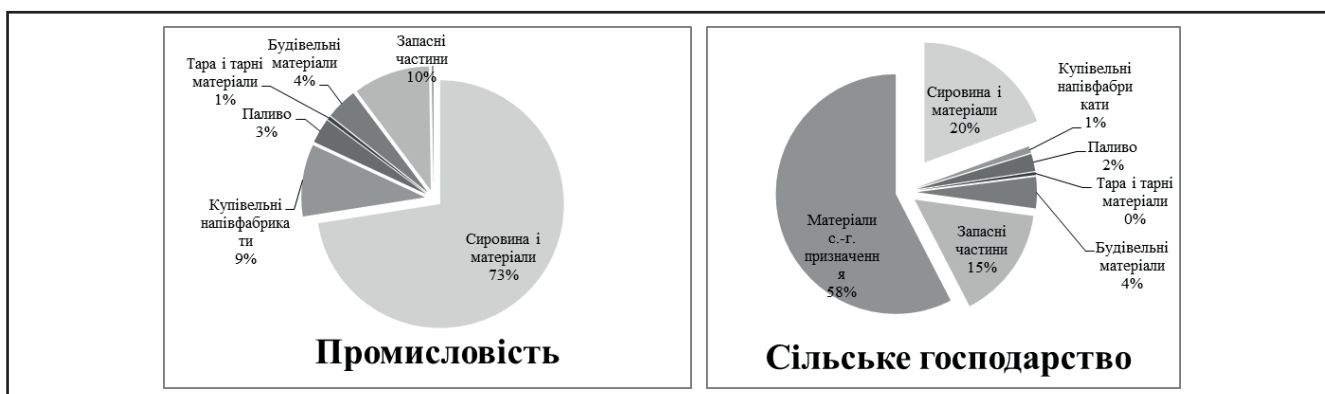 Запасні
частини
10%
Будівельні
матеріали
4%
Тара і тарні
матеріали
1%
Паливо
3%
Купівельні
напівфабрика
ти
9%
Сировина і
матеріали
73%
Промисловість
Сировина і
матеріали
20%
Купівельні
напівфабри
кати
1%
Паливо
2%
Тара і тарні
матеріали
0%
Будівельні
матеріали
4%
Запасні
частини
15%
Матеріали
с.-г.
призначенн
я
58%
Сільське господарство